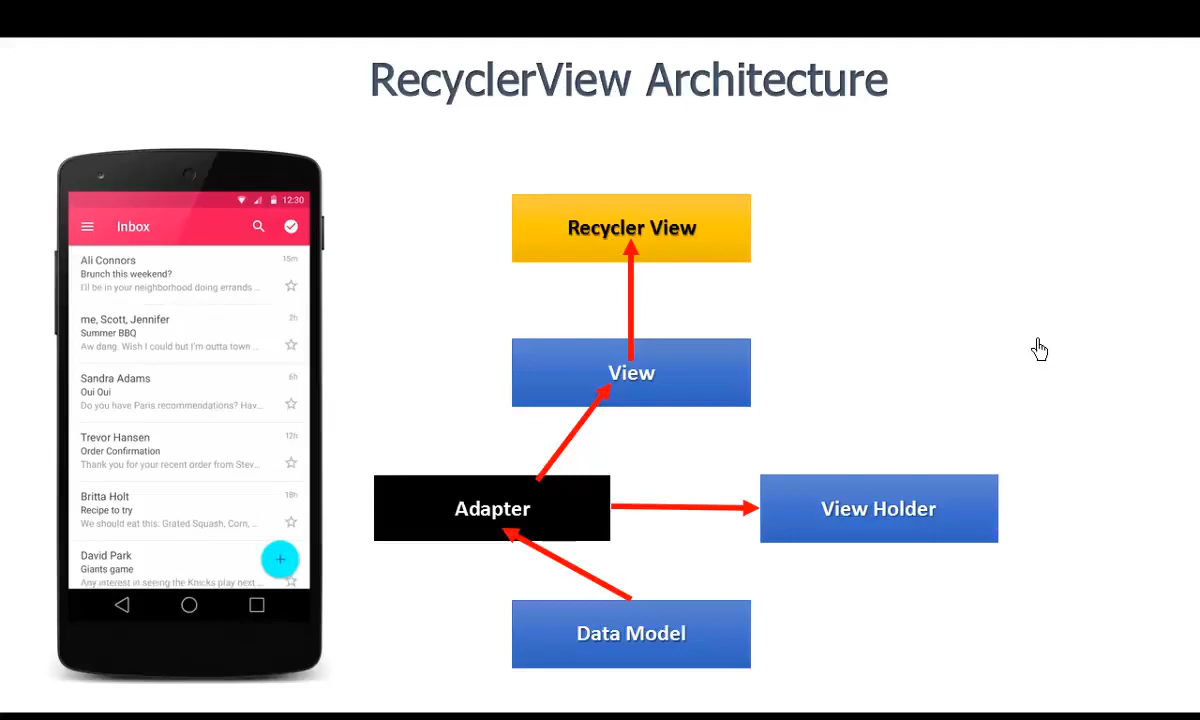 RecyclerView Architecture
12:30
Inbox
Ali Connors 15m
Brunch this weekend?
I'll be in your neighborhood doing errands ...
me, Scott, Jennifer 2h
Summer BBQ
Aw dang. Wish I could but I'm outta town ...
Sandra Adams 6h
Oui Oui
Do you have Paris recommendations? Hav...
Trevor Hansen 12h
Order Confirmation
Thank you for your recent order from Stev...
Britta Holt 18h
Recipe to try
We should eat this: Grated Squash, Corn, ...
David Park
Giants game
Any interest in seeing the Knicks play next ...
+
Recycler View
View
Adapter
View Holder
Data Model